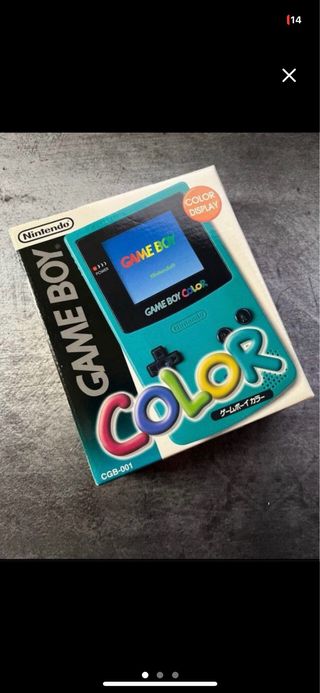 14
Nintendo
GAME BOY
COLOR
DISPLAY
POWER
GAME BOY
Nintendo®
GAME BOY COLOR
Nintendo
COLOR
ゲームボーイカラー
CGB-001